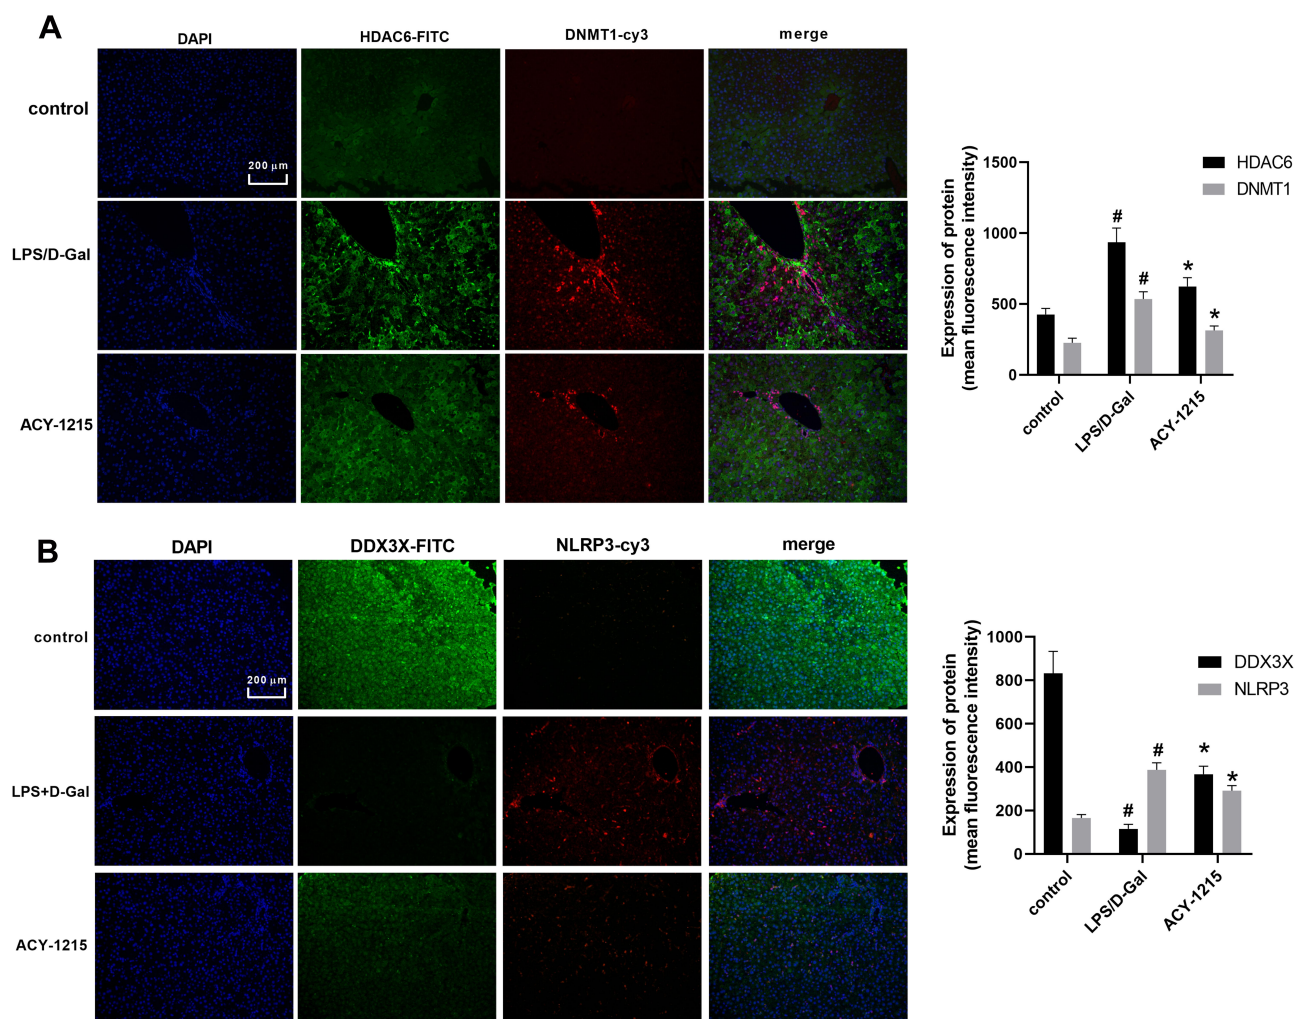 A
DAPI HDAC6-FITC DNMT1-cy3 merge
control
200 μm
LPS/D-Gal
ACY-1215
Expression of protein
(mean fluorescence intensity)
1500
1000
500
0
HDAC6
DNMT1
# # * *
control LPS/D-Gal ACY-1215
B
DAPI DDX3X-FITC NLRP3-cy3 merge
control
200 μm
LPS+D-Gal
ACY-1215
Expression of protein
(mean fluorescence intensity)
1000
800
600
400
200
0
DDX3X
NLRP3
# # * *
control LPS/D-Gal ACY-1215